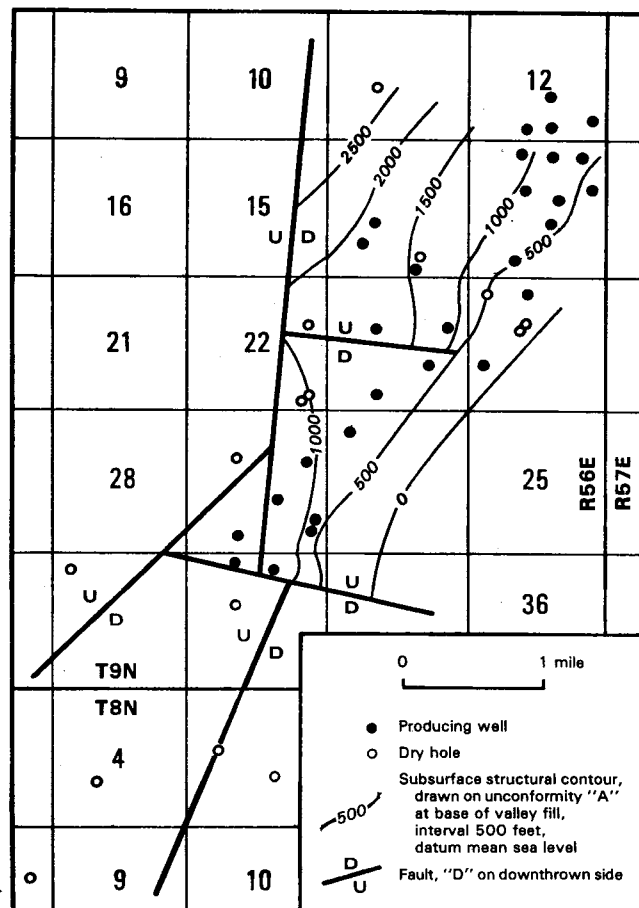 9
10
12
2500
2000
1500
1000
500
16
15
U D
21
22
U
D
1000
500
0
28
25
R56E
R57E
U
D
U
D
U
D
36
T9N
T8N
4
9
10
0 1 mile
Producing well
Dry hole
Subsurface structural contour,
drawn on unconformity "A"
at base of valley fill,
interval 500 feet,
datum mean sea level
500
D
U
Fault, "D" on downthrown side